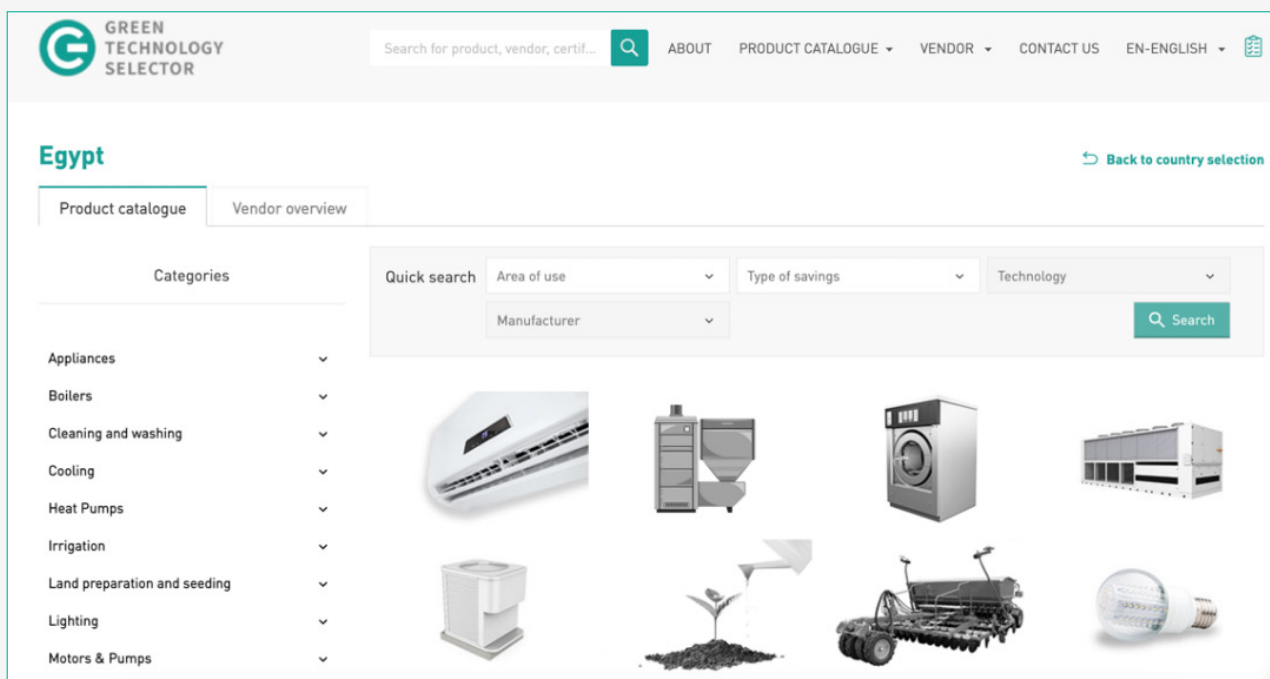 GREEN
TECHNOLOGY
SELECTOR
Search for product, vendor, certif...
ABOUT
PRODUCT CATALOGUE
VENDOR
CONTACT US
EN-ENGLISH
Egypt
Back to country selection
Product catalogue
Vendor overview
Categories
Quick search
Area of use
Type of savings
Technology
Manufacturer
Search
Appliances
Boilers
Cleaning and washing
Cooling
Heat Pumps
Irrigation
Land preparation and seeding
Lighting
Motors & Pumps